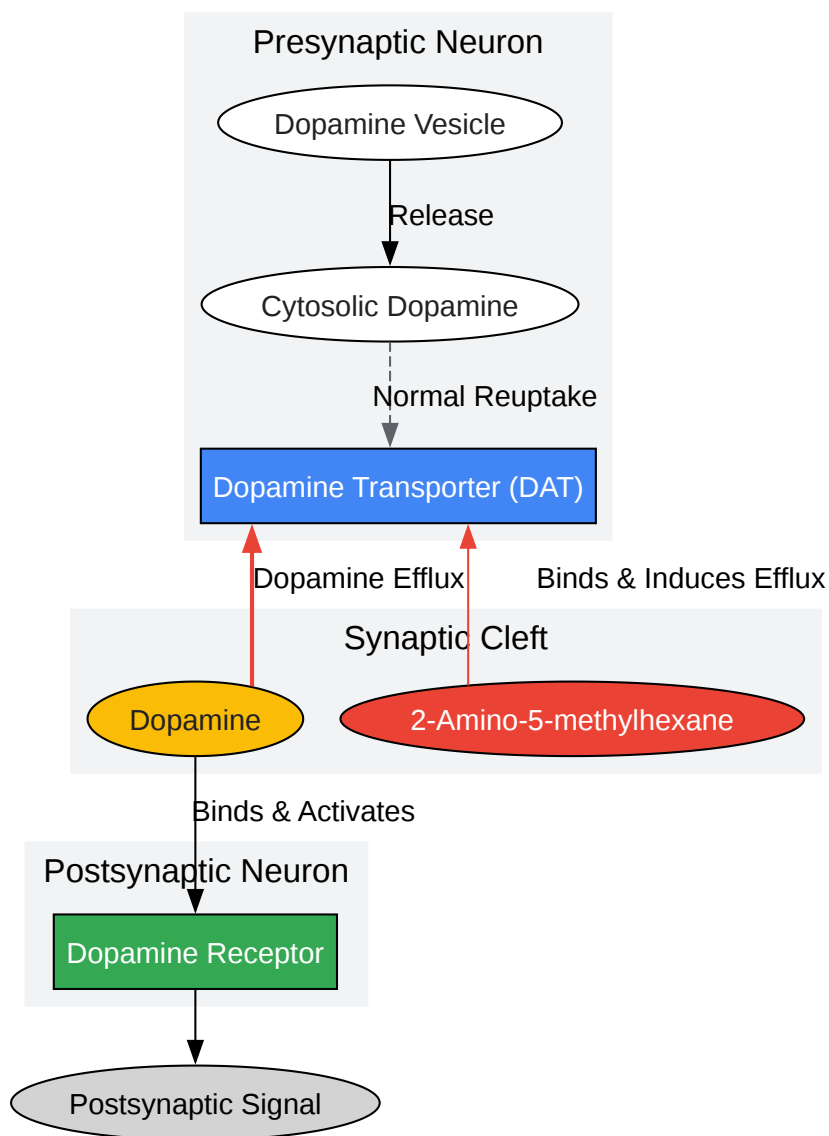 Presynaptic Neuron
Dopamine Vesicle
Release
Cytosolic Dopamine
Normal Reuptake
Dopamine Transporter (DAT)
Dopamine Efflux
Binds & Induces Efflux
Synaptic Cleft
Dopamine
2-Amino-5-methylhexane
Binds & Activates
Postsynaptic Neuron
Dopamine Receptor
Postsynaptic Signal